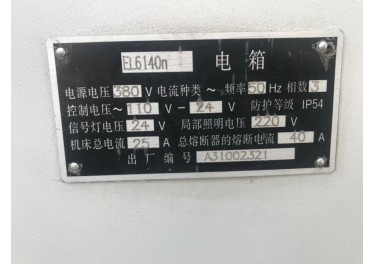 EL6140n 电箱
电源电压 380 V 电流种类 ~ 频率 50 Hz 相数 3
控制电压 ~ 110 V - 24 V 防护等级 IP54
信号灯电压 24 V 局部照明电压 220 V
机床总电流 25 A 总熔断器的熔断电流 40 A
出厂编号 A31002321